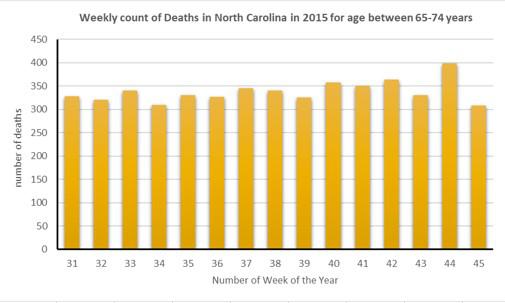 Weekly count of Deaths in North Carolina in 2015 for age between 65-74 years
number of deaths
450
400
350
300
250
200
150
100
50
0
31 32 33 34 35 36 37 38 39 40 41 42 43 44 45
Number of Week of the Year